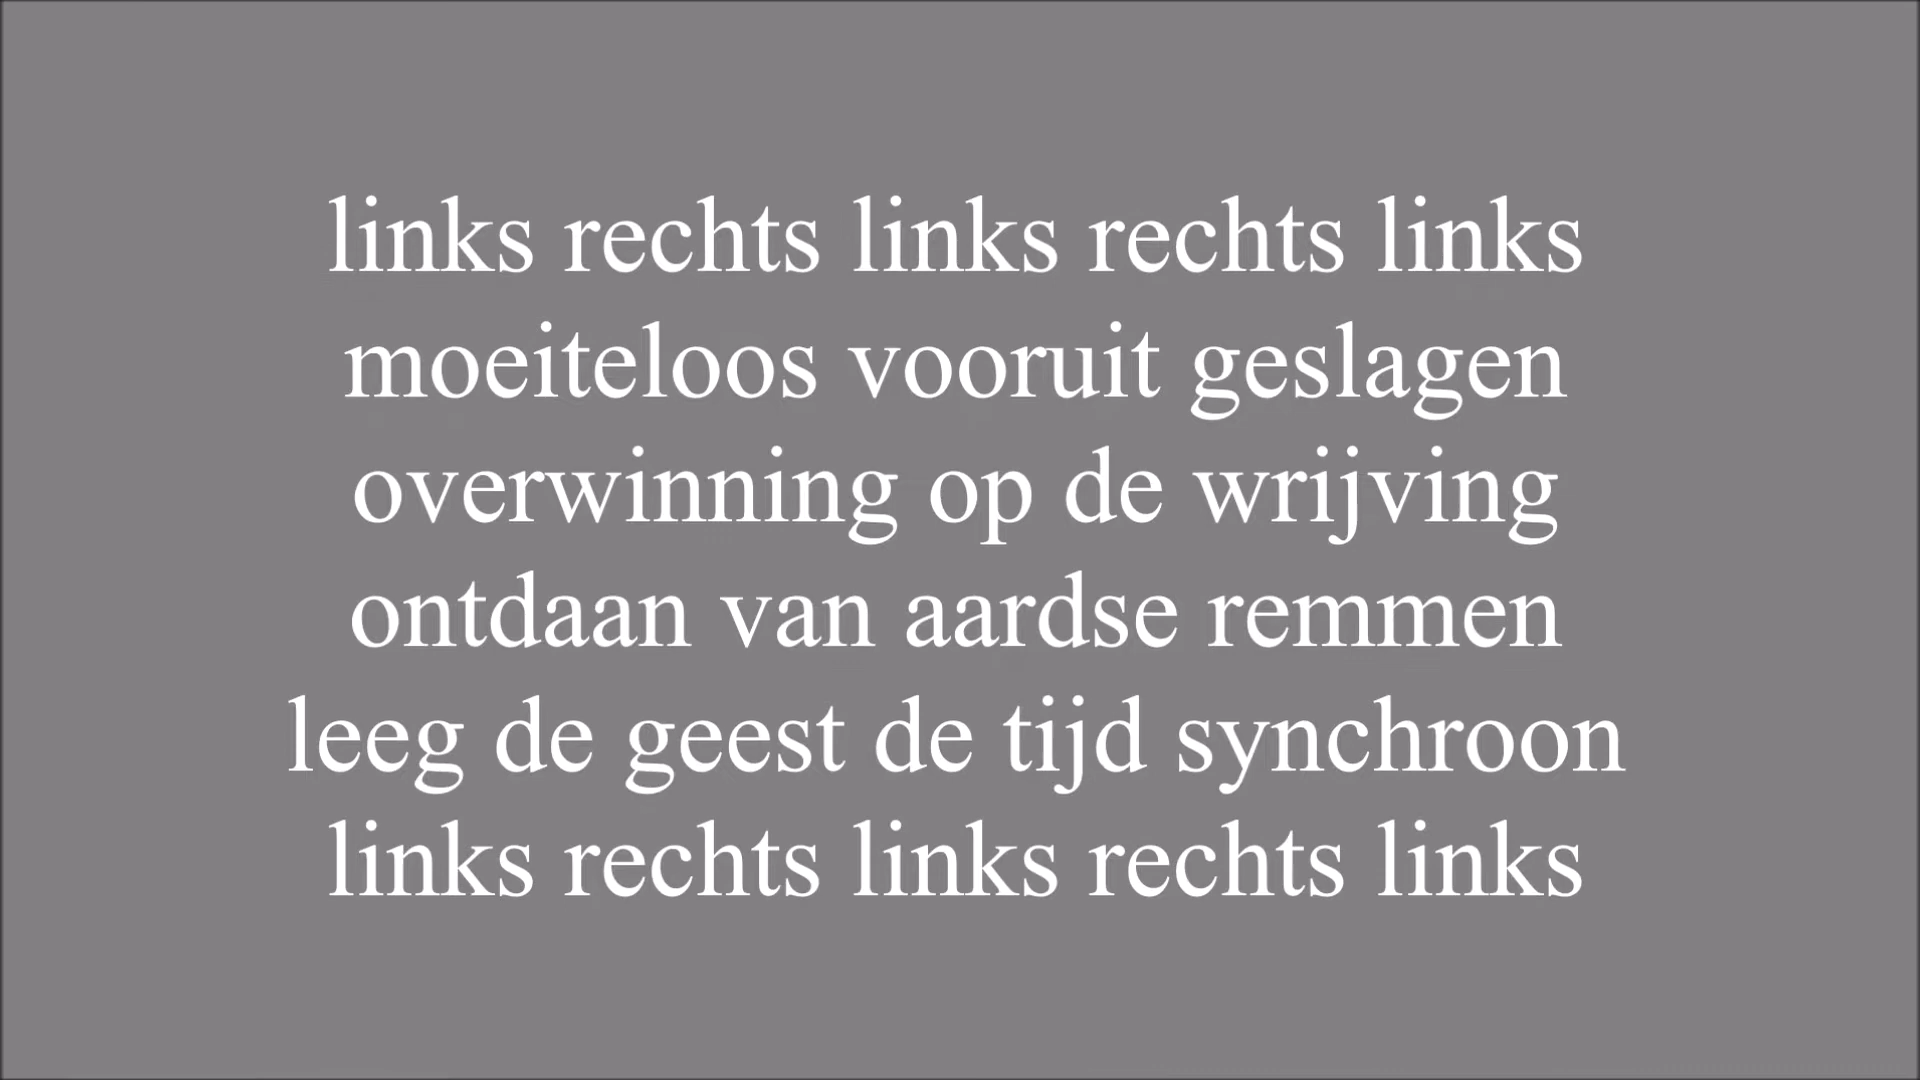 links rechts links rechts links
moeiteloos vooruit geslagen
overwinning op de wrijving
ontdaan van aardse remmen
leeg de geest de tijd synchroon
links rechts links rechts links